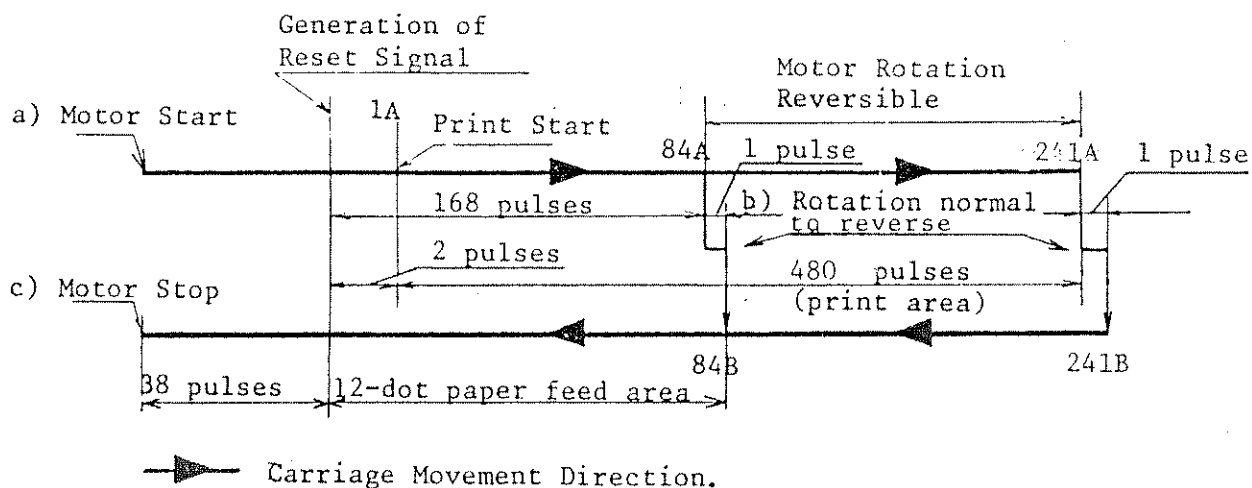 Generation of
Reset Signal
Motor Rotation
Reversible
a) Motor Start
1A
Print Start
84A
1 pulse
241A
1 pulse
168 pulses
b) Rotation normal
to reverse
2 pulses
480 pulses
(print area)
c) Motor Stop
84B
241B
38 pulses
12-dot paper feed area
Carriage Movement Direction.